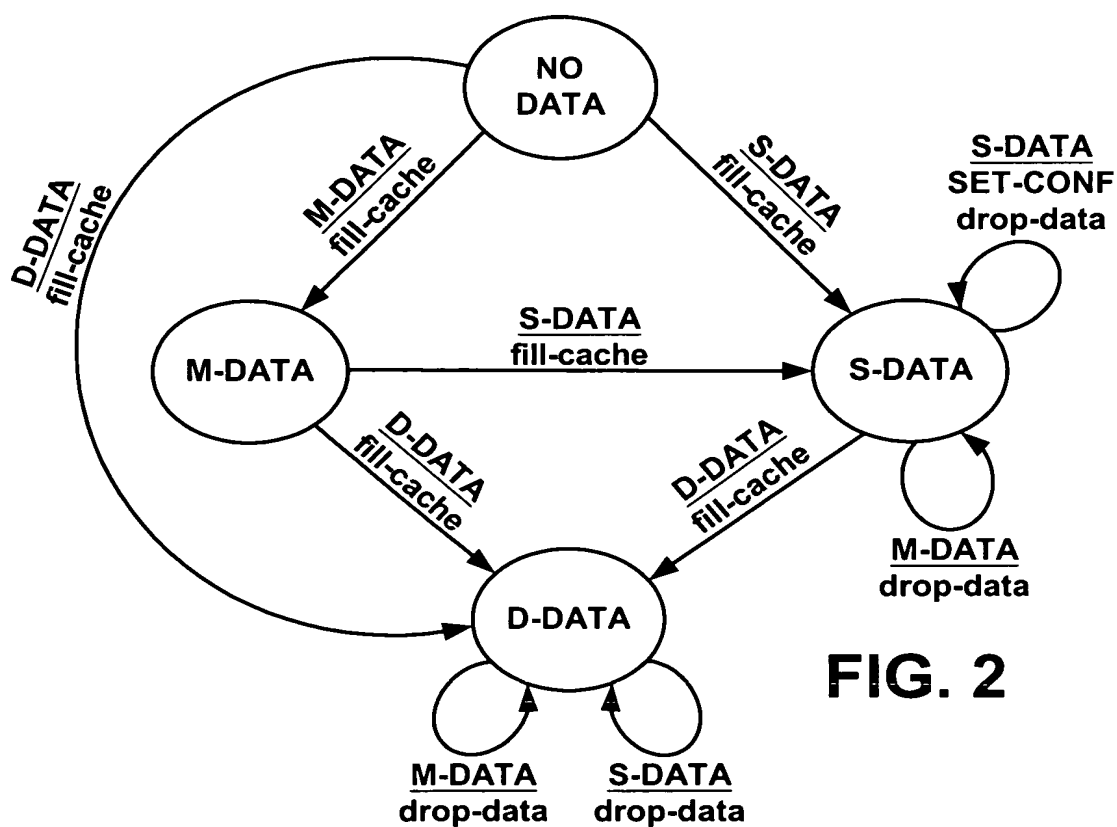 NO
DATA
D-DATA
fill-cache
M-DATA
fill-cache
S-DATA
fill-cache
S-DATA
SET-CONF
drop-data
M-DATA
S-DATA
fill-cache
S-DATA
D-DATA
fill-cache
D-DATA
fill-cache
M-DATA
drop-data
D-DATA
FIG. 2
M-DATA
drop-data
S-DATA
drop-data